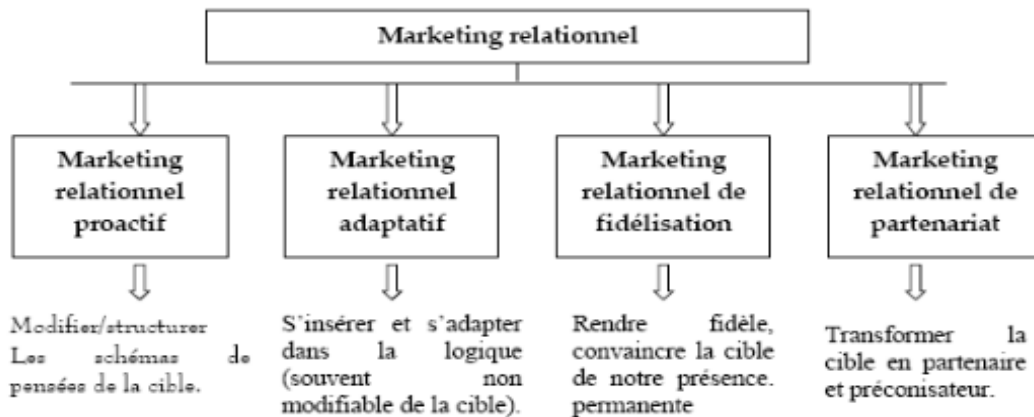 Marketing relationnel
Marketing
relationnel
proactif
Marketing
relationnel
adaptatif
Marketing
relationnel de
fidélisation
Marketing
relationnel de
partenariat
Modifier/structurer
Les schémas de
pensées de la cible.
S'insérer et s'adapter
dans la logique
(souvent non
modifiable de la cible).
Rendre fidèle,
convaincre la cible
de notre présence.
permanente
Transformer la
cible en partenaire
et préconisateur.